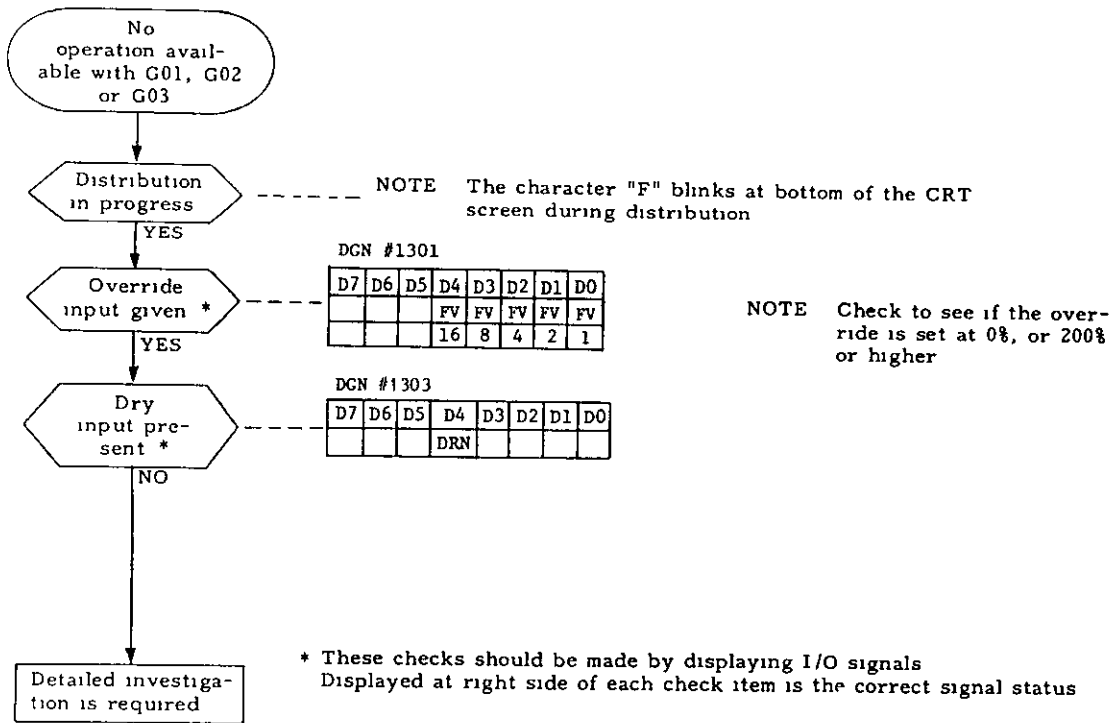 No
operation avail-
able with G01, G02
or G03
Distribution
in progress
NOTE The character "F" blinks at bottom of the CRT
screen during distribution
YES
DGN #1301
Override
input given *
D7 D6 D5 D4 D3 D2 D1 D0
FV FV FV FV FV
16 8 4 2 1
NOTE Check to see if the over-
ride is set at 0%, or 200%
or higher
YES
DGN #1303
Dry
input pre-
sent *
D7 D6 D5 D4 D3 D2 D1 D0
DRN
NO
Detailed investiga-
tion is required
* These checks should be made by displaying I/O signals
Displayed at right side of each check item is the correct signal status